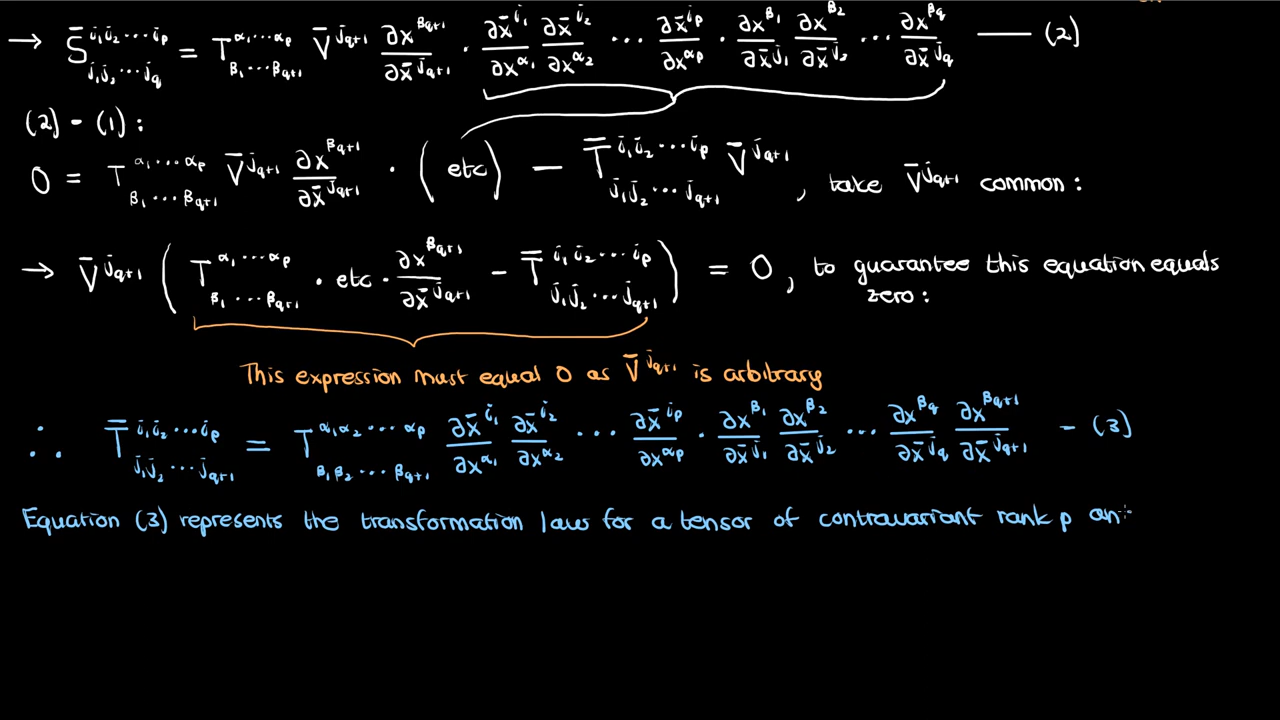 → S̄^{i₁i₂⋯i_p}_{j₁j₂⋯j_q} = T^{α₁⋯α_p}_{β₁⋯β_{q+1}} V̄^{j_{q+1}} ∂x^{β_{q+1}}/∂x̄^{j_{q+1}} · ∂x̄^{i₁}/∂x^{α₁} ∂x̄^{i₂}/∂x^{α₂} ⋯ ∂x̄^{i_p}/∂x^{α_p} · ∂x^{β₁}/∂x̄^{j₁} ∂x^{β₂}/∂x̄^{j₂} ⋯ ∂x^{β_q}/∂x̄^{j_q} — (2)
(2) - (1) :
0 = T^{α₁⋯α_p}_{β₁⋯β_{q+1}} V̄^{j_{q+1}} ∂x^{β_{q+1}}/∂x̄^{j_{q+1}} · (etc) − T̄^{i₁i₂⋯i_p}_{j₁j₂⋯j_{q+1}} V̄^{j_{q+1}} , take V̄^{j_{q+1}} common :
→ V̄^{j_{q+1}} ( T^{α₁⋯α_p}_{β₁⋯β_{q+1}} · etc · ∂x^{β_{q+1}}/∂x̄^{j_{q+1}} − T̄^{i₁i₂⋯i_p}_{j₁j₂⋯j_{q+1}} ) = 0 , to guarantee this equation equals
zero :
This expression must equal 0 as V̄^{j_{q+1}} is arbitrary
∴ T̄^{i₁i₂⋯i_p}_{j₁j₂⋯j_{q+1}} = T^{α₁α₂⋯α_p}_{β₁β₂⋯β_{q+1}} ∂x̄^{i₁}/∂x^{α₁} ∂x̄^{i₂}/∂x^{α₂} ⋯ ∂x̄^{i_p}/∂x^{α_p} · ∂x^{β₁}/∂x̄^{j₁} ∂x^{β₂}/∂x̄^{j₂} ⋯ ∂x^{β_q}/∂x̄^{j_q} ∂x^{β_{q+1}}/∂x̄^{j_{q+1}} - (3)
Equation (3) represents the transformation law for a tensor of contravariant rank p an